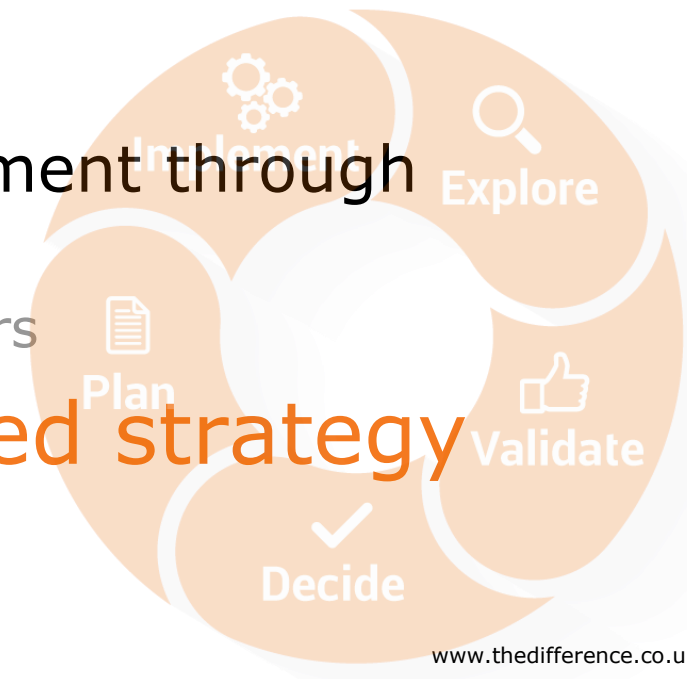 Implement
ment through
Explore
rs
Plan
ed strategy
Validate
Decide
www.thedifference.co.u